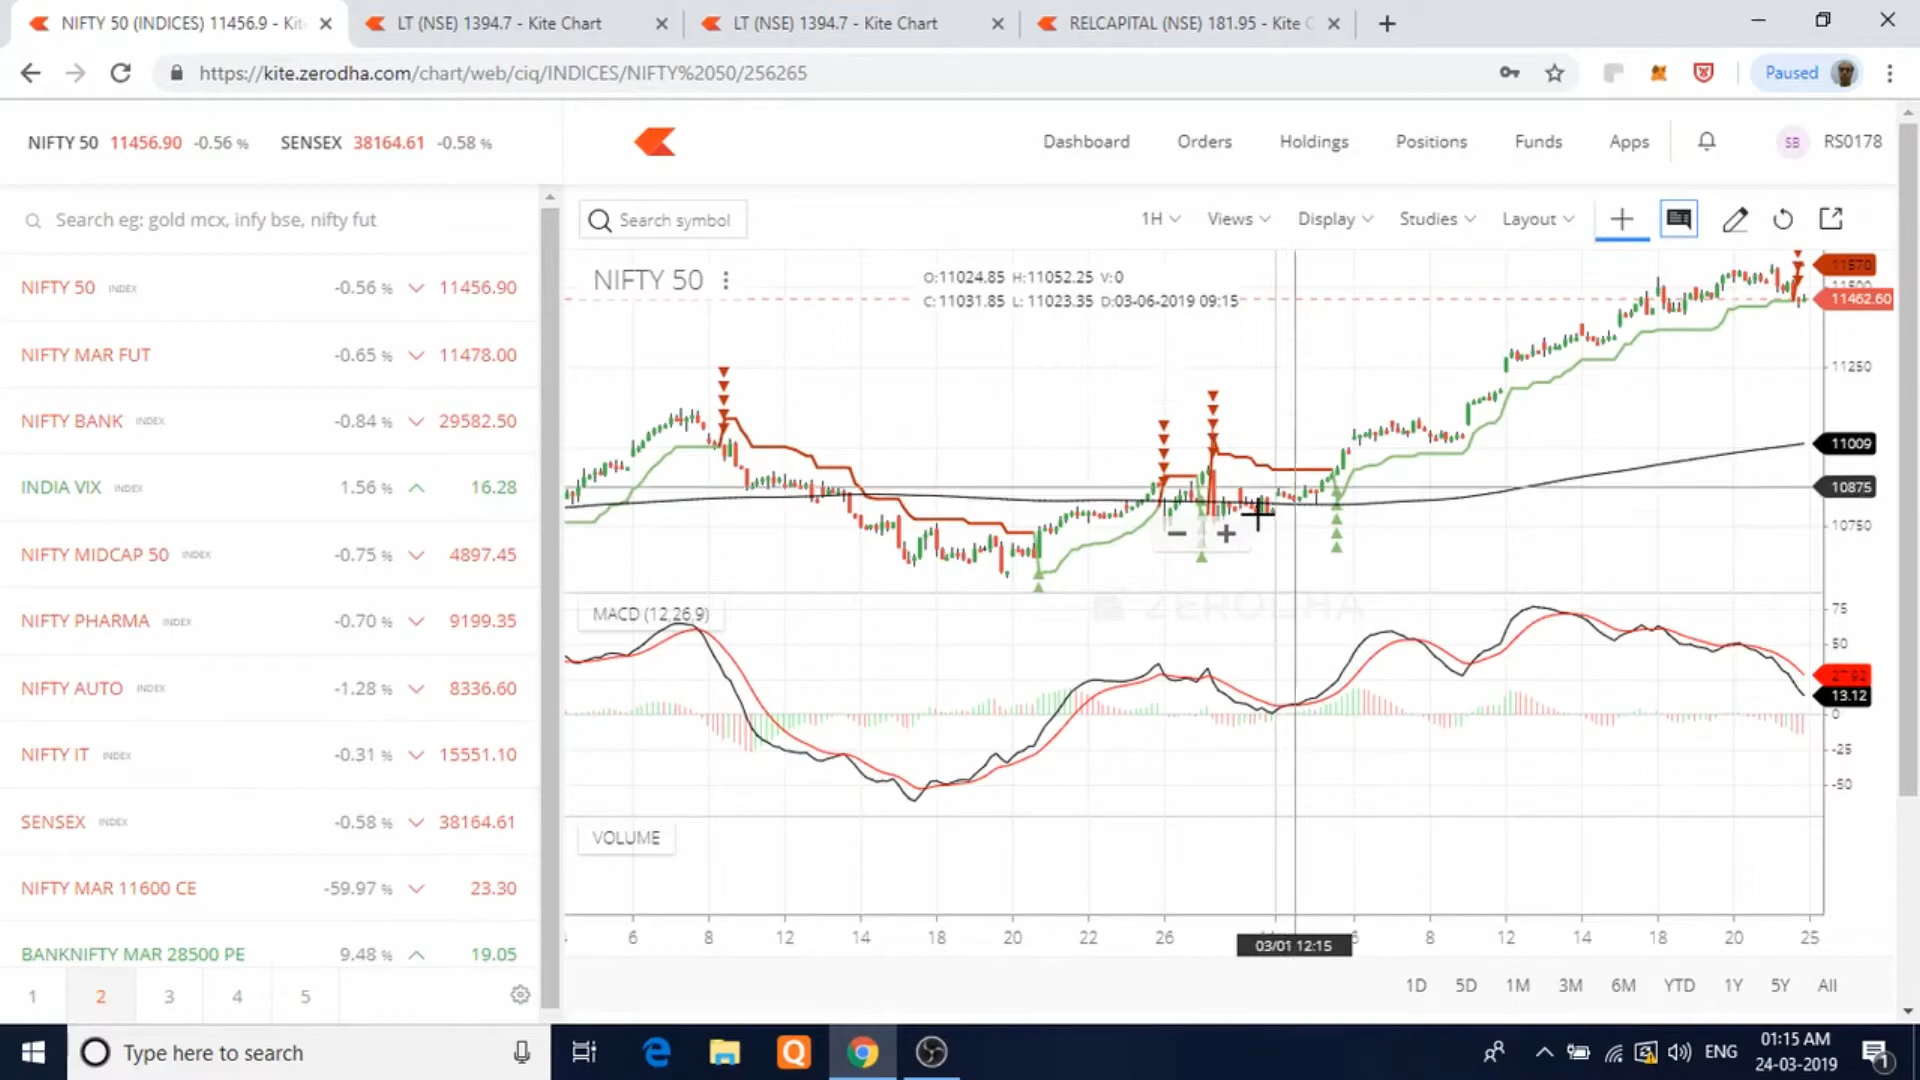 NIFTY 50 (INDICES) 11456.9 - Kit
LT (NSE) 1394.7 - Kite Chart
LT (NSE) 1394.7 - Kite Chart
RELCAPITAL (NSE) 181.95 - Kite C
https://kite.zerodha.com/chart/web/ciq/INDICES/NIFTY%2050/256265
Paused
NIFTY 50 11456.90 -0.56 % SENSEX 38164.61 -0.58 %
Dashboard Orders Holdings Positions Funds Apps SB RS0178
Search eg: gold mcx, infy bse, nifty fut
Search symbol 1H Views Display Studies Layout
NIFTY 50 INDEX -0.56 % 11456.90
NIFTY MAR FUT -0.65 % 11478.00
NIFTY BANK INDEX -0.84 % 29582.50
INDIA VIX INDEX 1.56 % 16.28
NIFTY MIDCAP 50 INDEX -0.75 % 4897.45
NIFTY PHARMA INDEX -0.70 % 9199.35
NIFTY AUTO INDEX -1.28 % 8336.60
NIFTY IT INDEX -0.31 % 15551.10
SENSEX INDEX -0.58 % 38164.61
NIFTY MAR 11600 CE -59.97 % 23.30
BANKNIFTY MAR 28500 PE 9.48 % 19.05
1 2 3 4 5
NIFTY 50
O:11024.85 H:11052.25 V:0
C:11031.85 L: 11023.35 D:03-06-2019 09:15
11570
11500
11462.60
11250
11009
10875
10750
ZERODHA
MACD (12,26,9)
75
50
27.92
13.12
0
-25
-50
VOLUME
6 8 12 14 18 20 22 26 03/01 12:15 6 8 12 14 18 20 25
1D 5D 1M 3M 6M YTD 1Y 5Y All
Type here to search
ENG
01:15 AM
24-03-2019
1